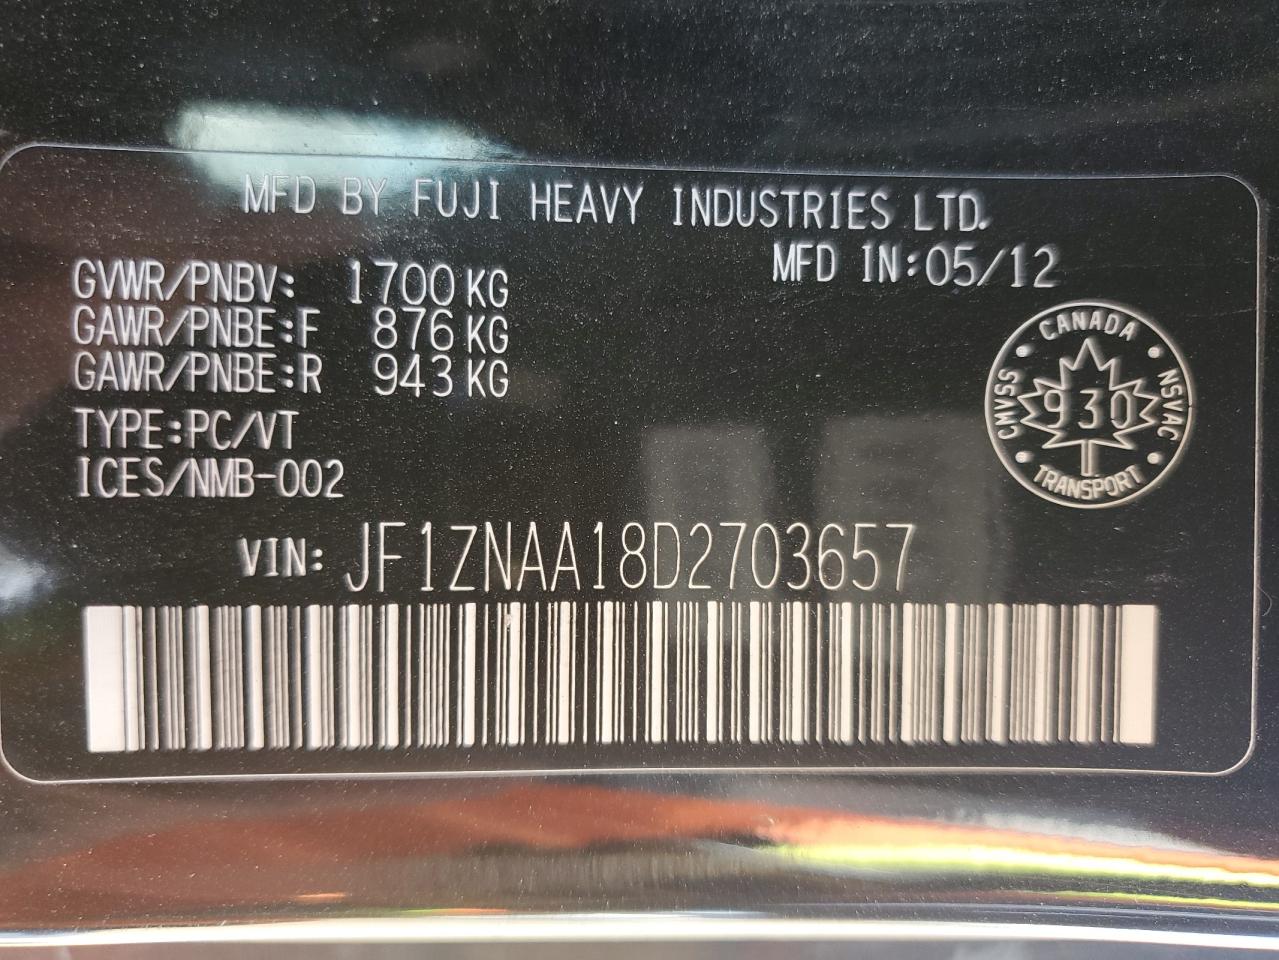 MFD BY FUJI HEAVY INDUSTRIES LTD.
MFD IN:05/12
GVWR/PNBV: 1700 KG
GAWR/PNBE:F 876 KG
GAWR/PNBE:R 943 KG
TYPE:PC/VT
ICES/NMB-002
CANADA
CMVSS
930
NSVAC
TRANSPORT
VIN: JF1ZNAA18D2703657